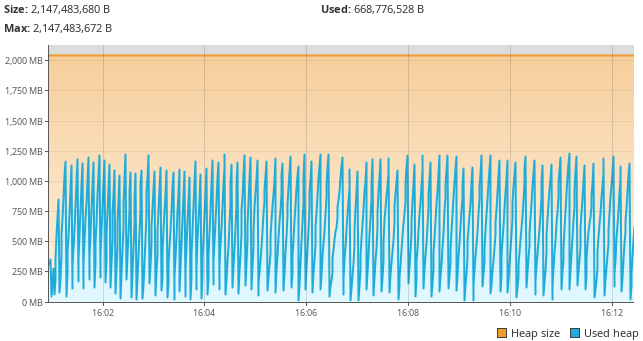 Size: 2,147,483,680 B Used: 668,776,528 B
Max: 2,147,483,672 B
2,000 MB
1,750 MB
1,500 MB
1,250 MB
1,000 MB
750 MB
500 MB
250 MB
0 MB
16:02 16:04 16:06 16:08 16:10 16:12
Heap size Used heap